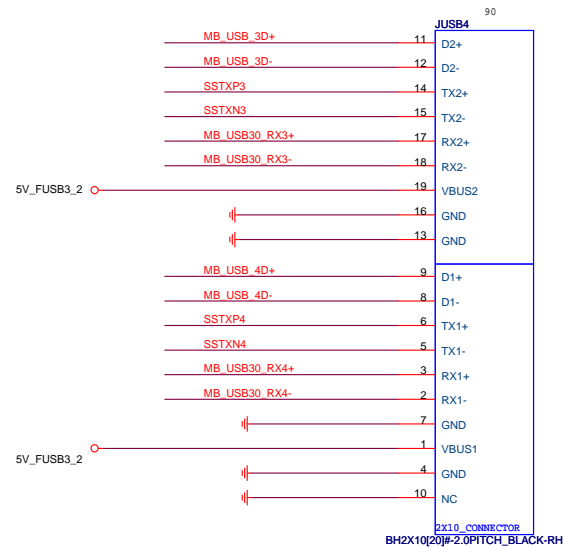 90
JUSB4
MB_USB_3D+ 11 D2+
MB_USB_3D- 12 D2-
SSTXP3 14 TX2+
SSTXN3 15 TX2-
MB_USB30_RX3+ 17 RX2+
MB_USB30_RX3- 18 RX2-
5V_FUSB3_2 19 VBUS2
16 GND
13 GND
MB_USB_4D+ 9 D1+
MB_USB_4D- 8 D1-
SSTXP4 6 TX1+
SSTXN4 5 TX1-
MB_USB30_RX4+ 3 RX1+
MB_USB30_RX4- 2 RX1-
7 GND
5V_FUSB3_2 1 VBUS1
4 GND
10 NC
2X10_CONNECTOR
BH2X10[20]#-2.0PITCH_BLACK-RH